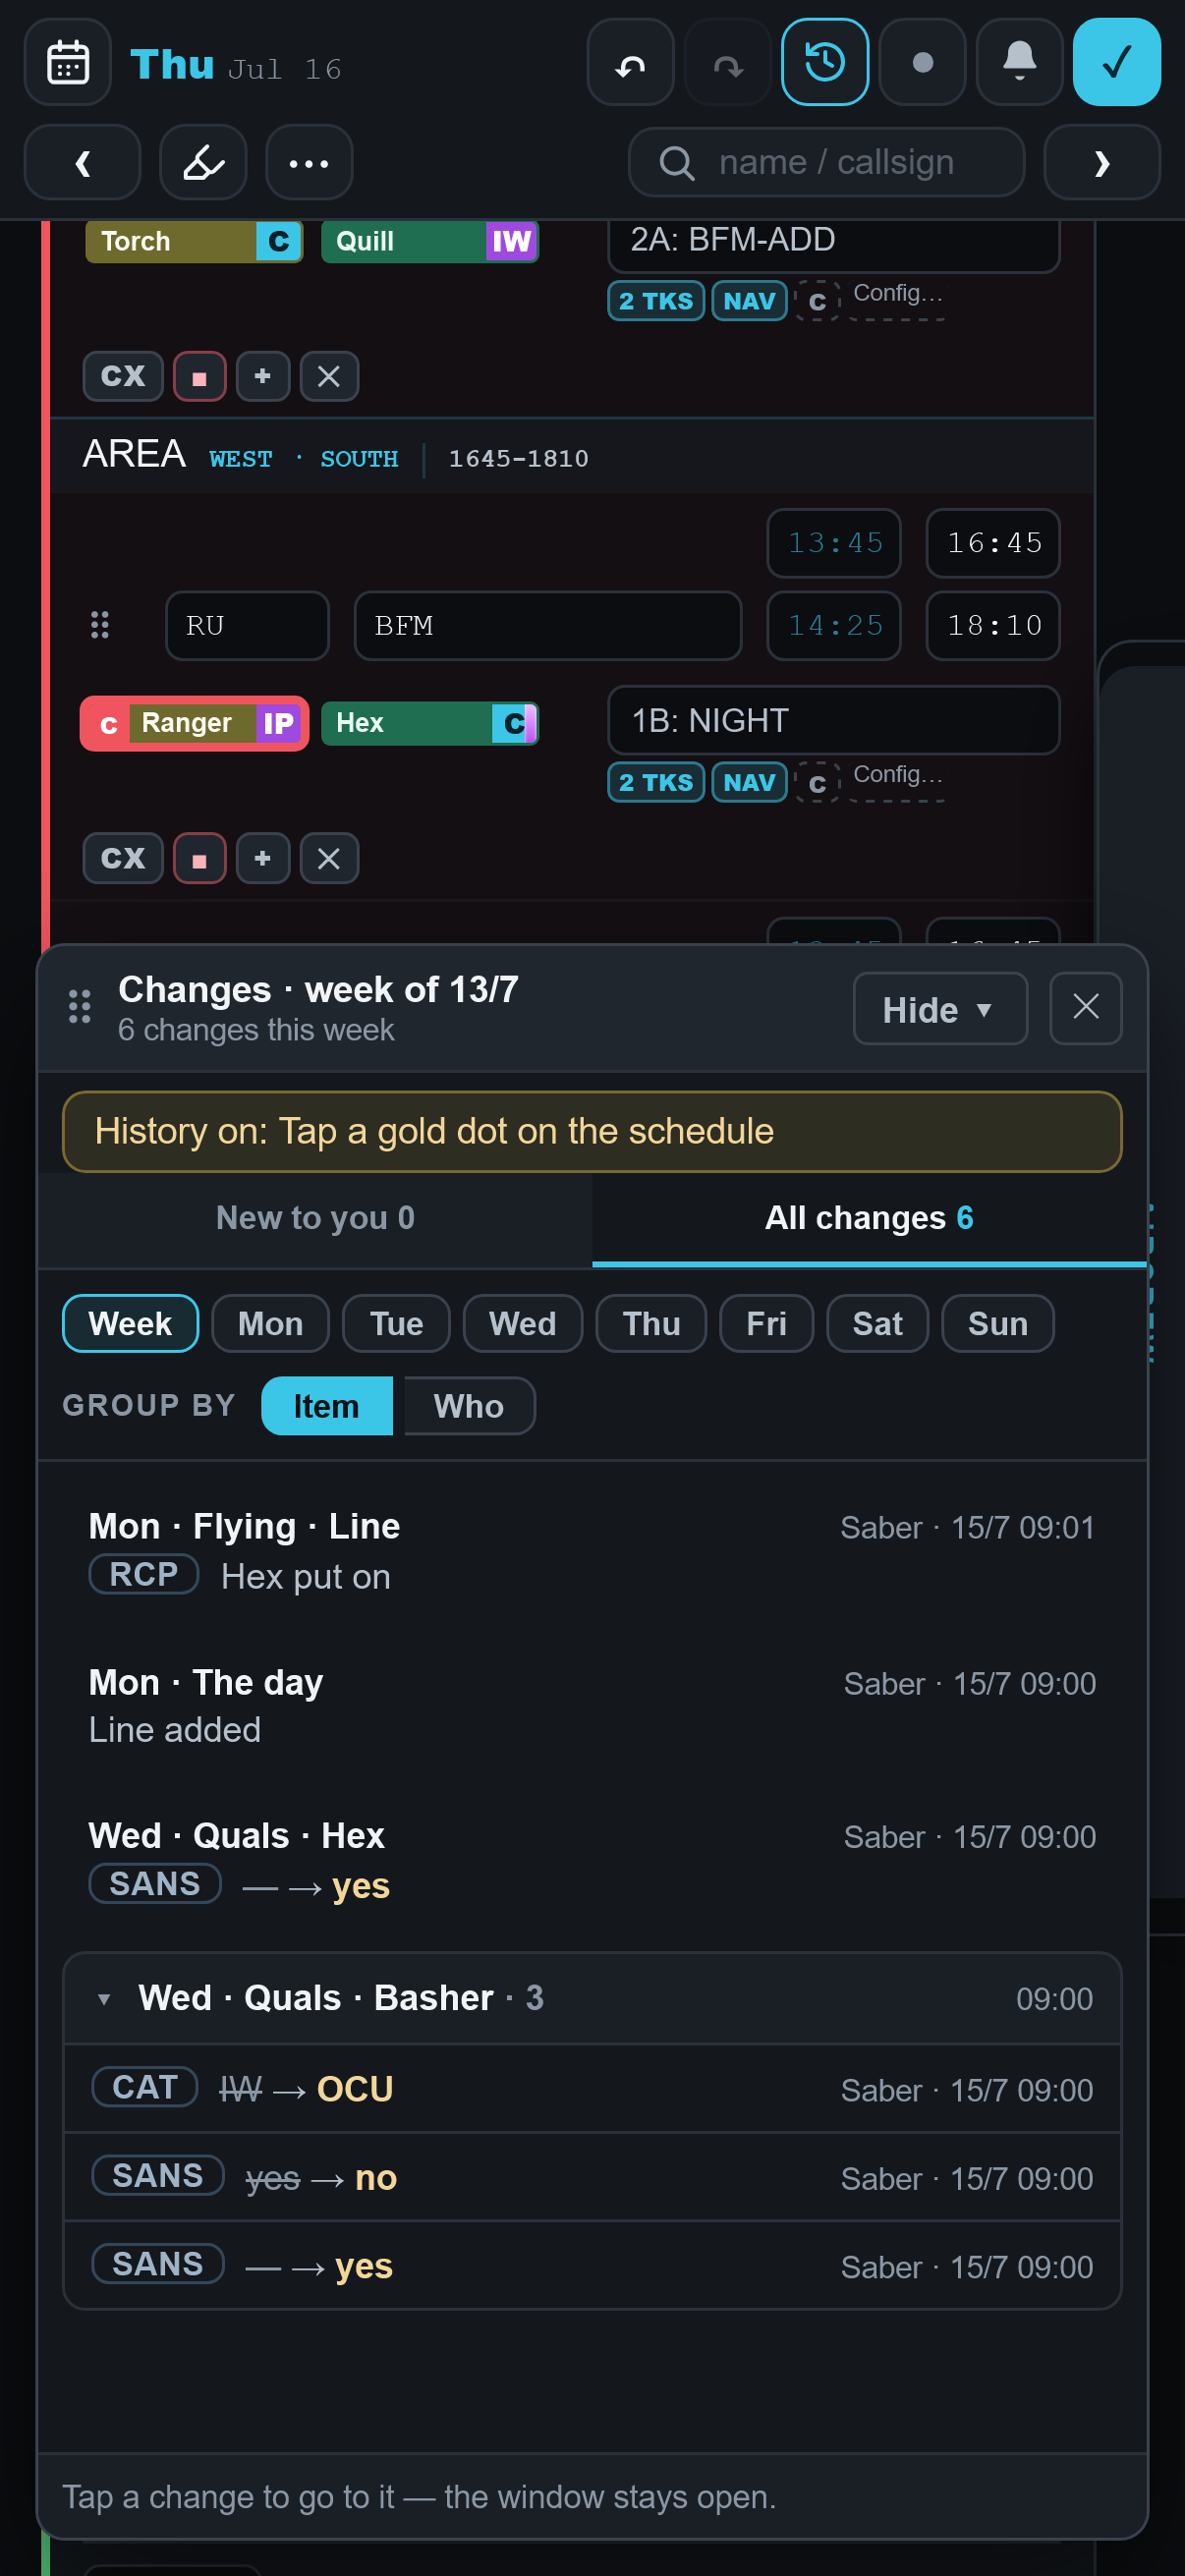 Thu Jul 16
name / callsign
Torch C Quill IW 2A: BFM-ADD
2 TKS NAV C Config...
CX +
AREA WEST · SOUTH 1645-1810
13:45 16:45
RU BFM 14:25 18:10
C Ranger IP Hex C 1B: NIGHT
2 TKS NAV C Config...
CX +
Changes · week of 13/7
6 changes this week
Hide
History on: Tap a gold dot on the schedule
New to you 0 All changes 6
Week Mon Tue Wed Thu Fri Sat Sun
GROUP BY Item Who
Mon · Flying · Line Saber · 15/7 09:01
RCP Hex put on
Mon · The day Saber · 15/7 09:00
Line added
Wed · Quals · Hex Saber · 15/7 09:00
SANS — → yes
Wed · Quals · Basher · 3 09:00
CAT IW → OCU Saber · 15/7 09:00
SANS yes → no Saber · 15/7 09:00
SANS — → yes Saber · 15/7 09:00
Tap a change to go to it — the window stays open.